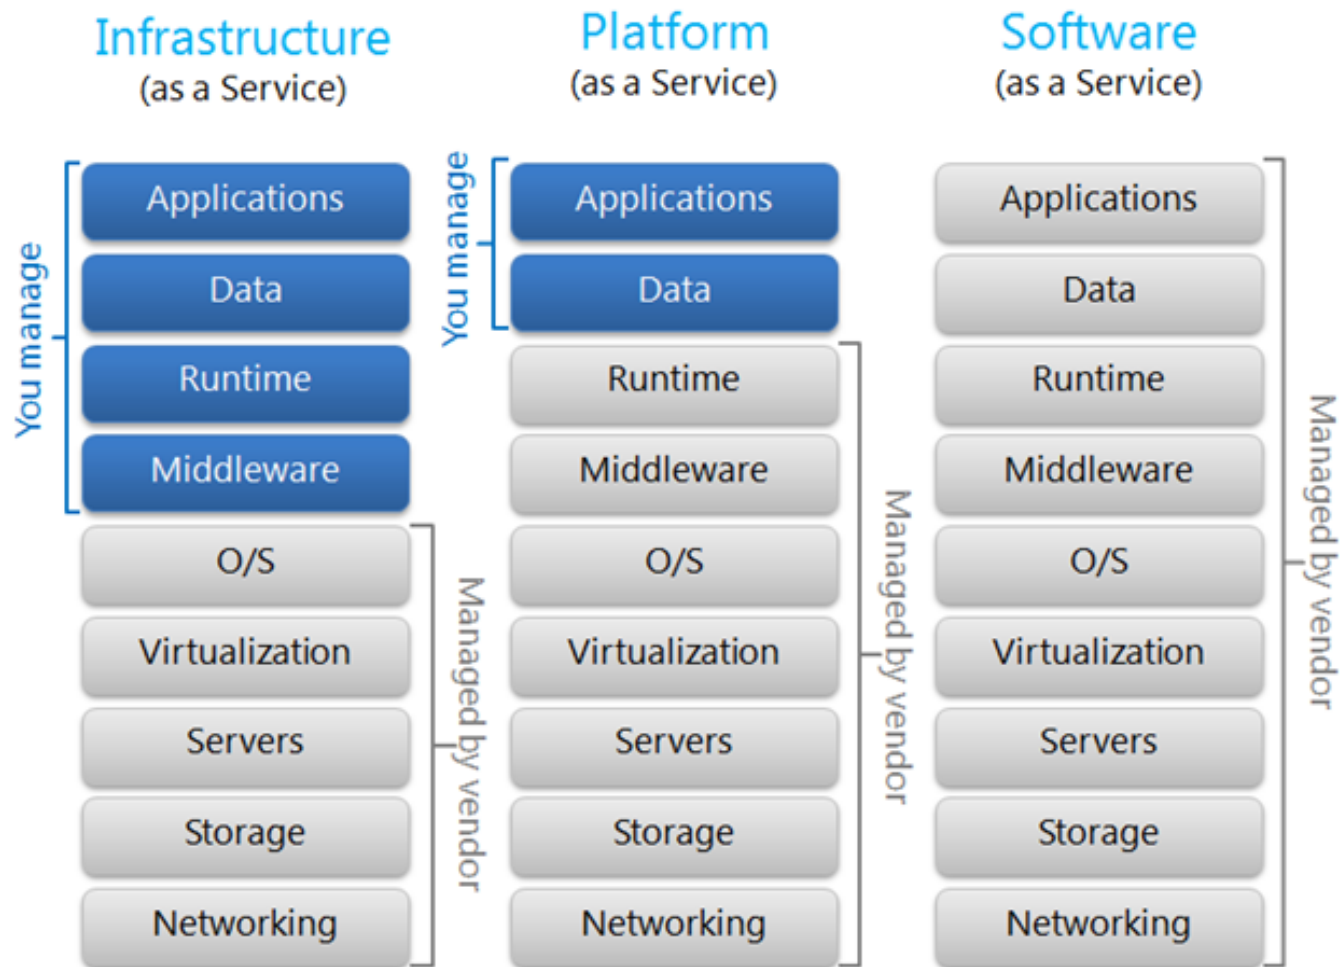 Infrastructure
(as a Service)
You manage
Applications
Data
Runtime
Middleware
O/S
Virtualization
Servers
Storage
Networking
Managed by vendor
Platform
(as a Service)
You manage
Applications
Data
Runtime
Middleware
O/S
Virtualization
Servers
Storage
Networking
Managed by vendor
Software
(as a Service)
Applications
Data
Runtime
Middleware
O/S
Virtualization
Servers
Storage
Networking
Managed by vendor